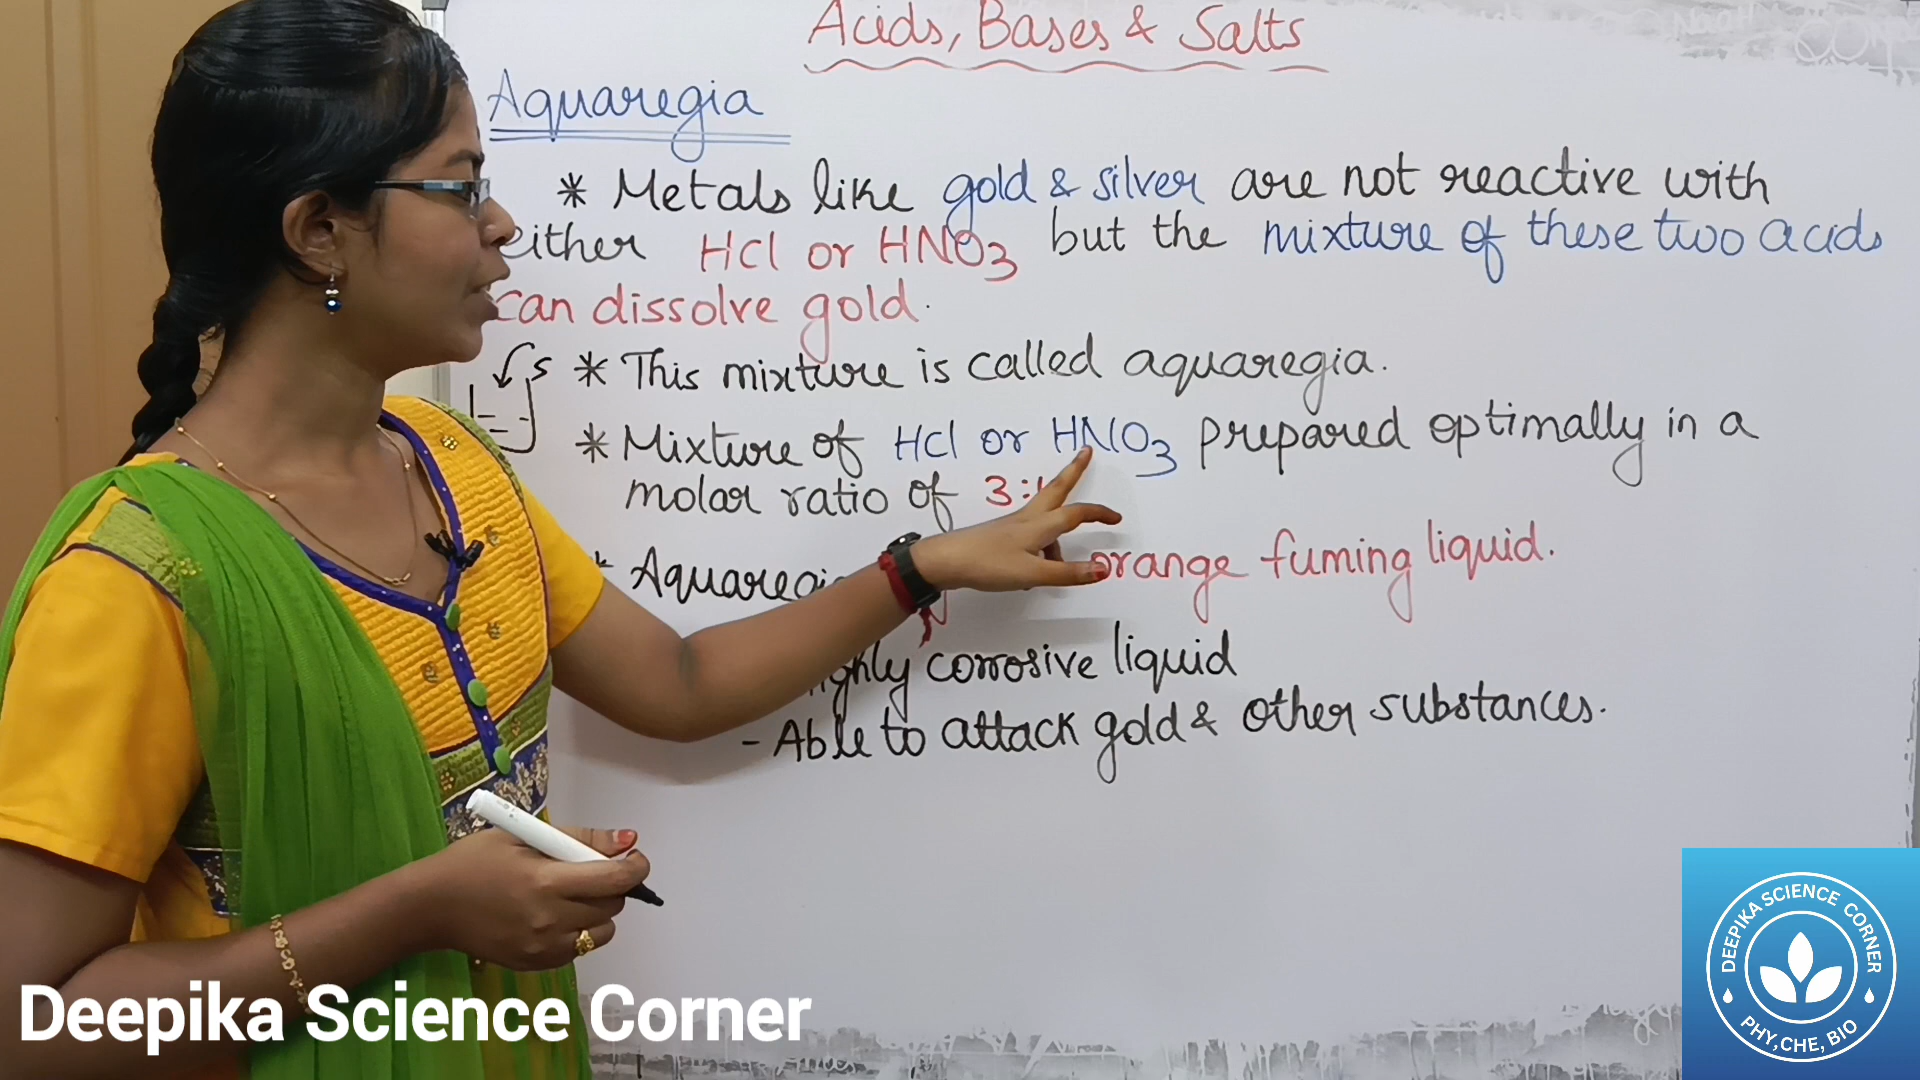 Acids, Bases & Salts
Aquaregia
* Metals like gold & silver are not reactive with
either HCl or HNO3 but the mixture of these two acids
can dissolve gold.
* This mixture is called aquaregia.
* Mixture of HCl or HNO3 prepared optimally in a
molar ratio of 3:
* Aquaregia orange fuming liquid.
corrosive liquid
- Able to attack gold & other substances.
Deepika Science Corner
DEEPIKA SCIENCE CORNER
PHY,CHE, BIO